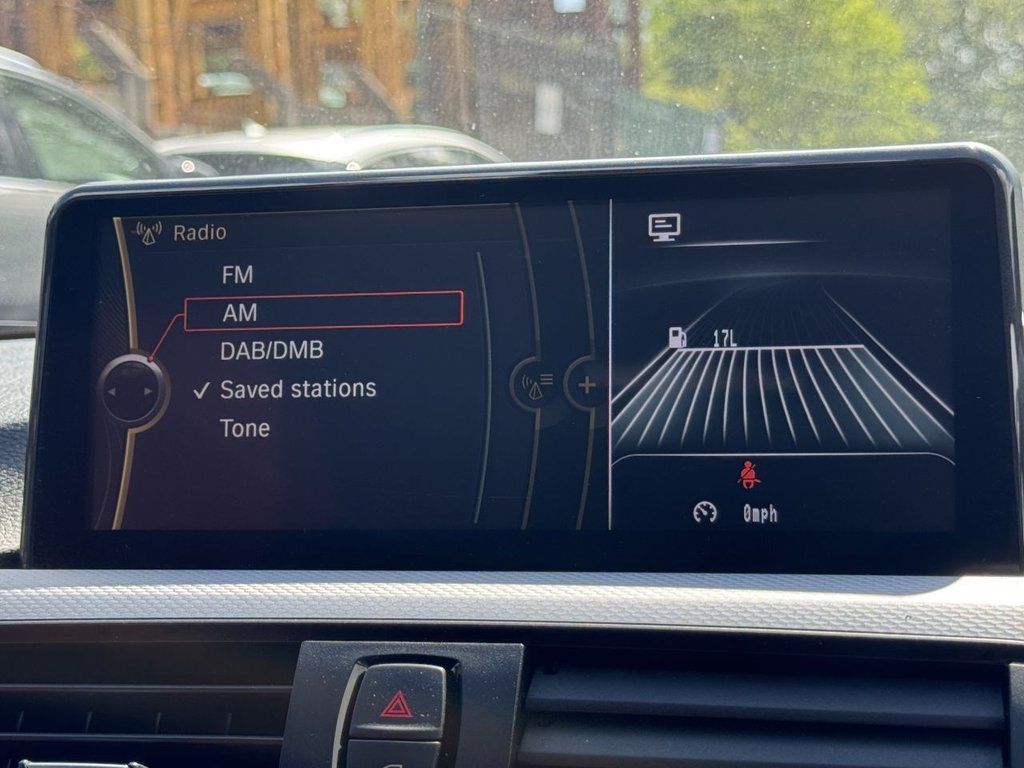 Radio
FM
AM
DAB/DMB
✓ Saved stations
Tone
17L
0mph